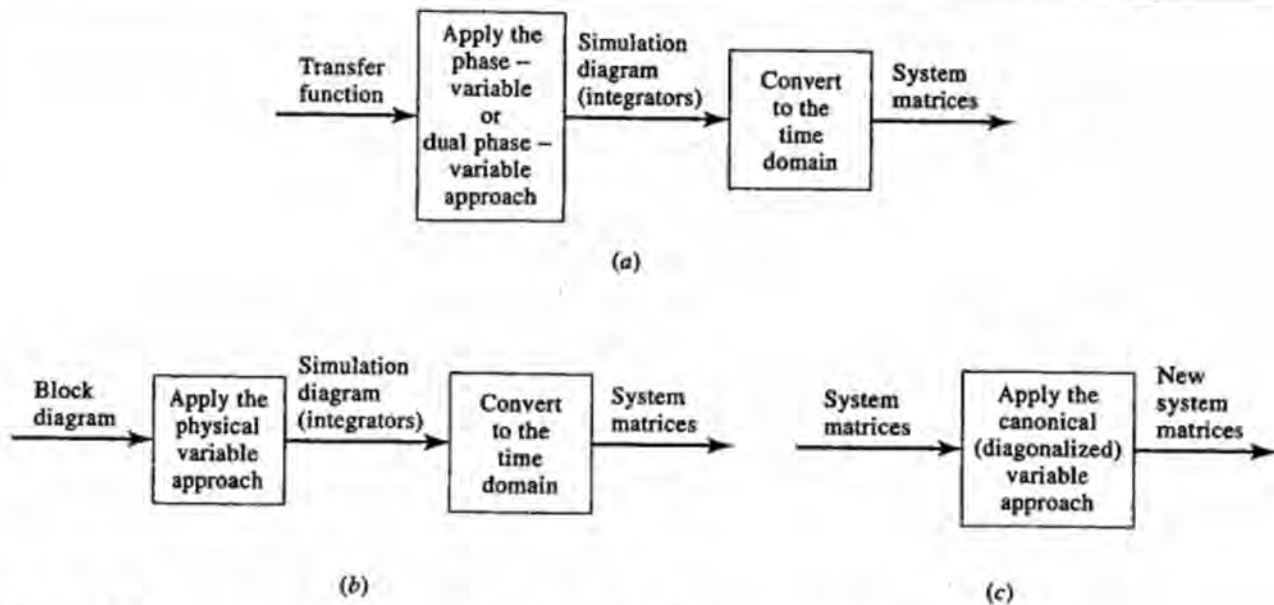 Transfer
function
Apply the
phase –
variable
or
dual phase –
variable
approach
Simulation
diagram
(integrators)
Convert
to the
time
domain
System
matrices
(a)
Block
diagram
Apply the
physical
variable
approach
Simulation
diagram
(integrators)
Convert
to the
time
domain
System
matrices
(b)
System
matrices
Apply the
canonical
(diagonalized)
variable
approach
New
system
matrices
(c)